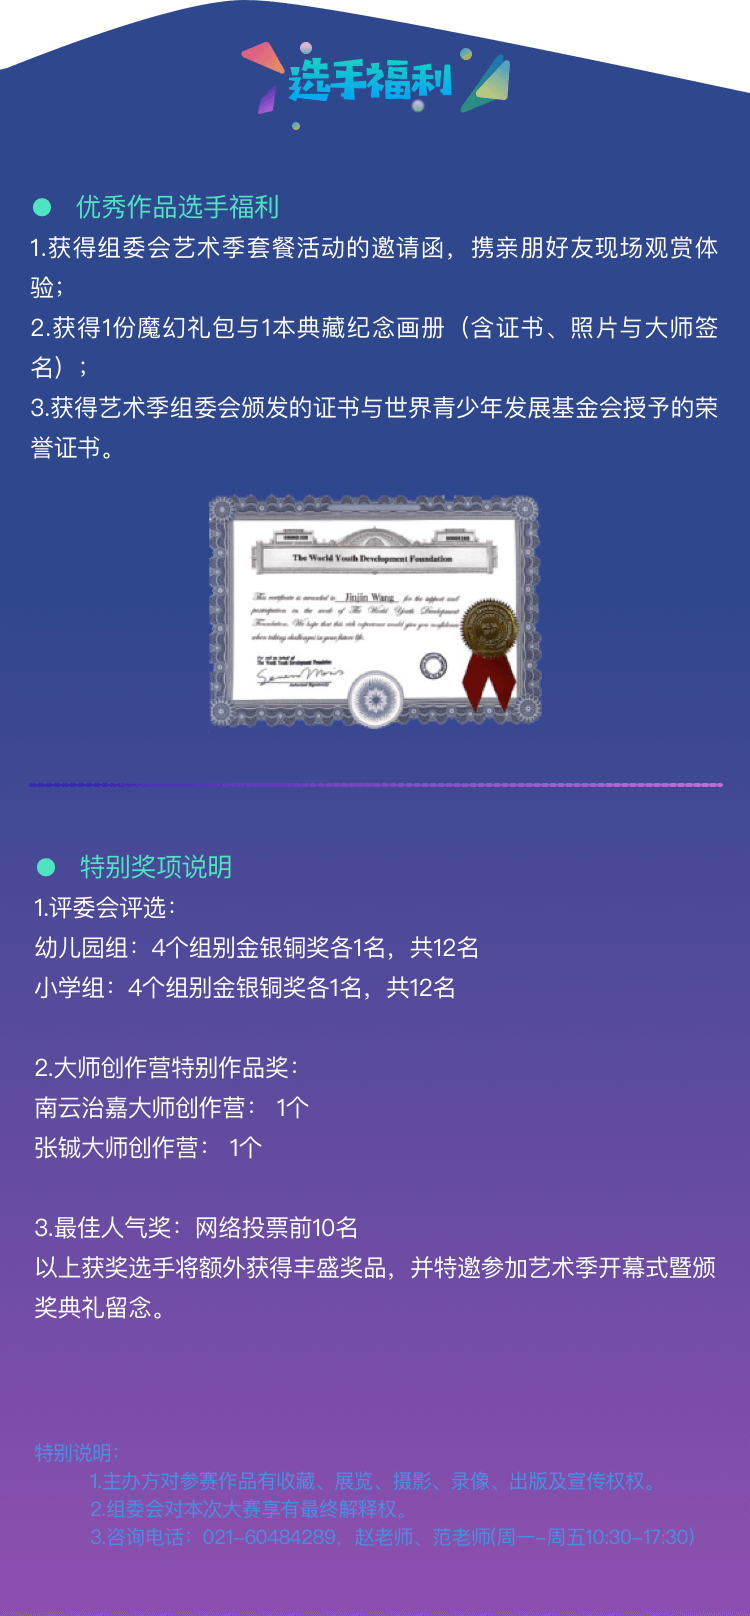 选手福利
优秀作品选手福利
1.获得组委会艺术季套餐活动的邀请函，携亲朋好友现场观赏体
验；
2.获得1份魔幻礼包与1本典藏纪念画册（含证书、照片与大师签
名）；
3.获得艺术季组委会颁发的证书与世界青少年发展基金会授予的荣
誉证书。
The World Youth Development Foundation
This certificate is awarded to Jinjin Wang for the support and
participation in the work of The World Youth Development
Foundation. We hope that this rich experience would give you confidence
when taking challenges in your future life.
For and on behalf of
The World Youth Development Foundation
Authorized Signature
特别奖项说明
1.评委会评选：
幼儿园组：4个组别金银铜奖各1名，共12名
小学组：4个组别金银铜奖各1名，共12名
2.大师创作营特别作品奖：
南云治嘉大师创作营： 1个
张铖大师创作营： 1个
3.最佳人气奖：网络投票前10名
以上获奖选手将额外获得丰盛奖品，并特邀参加艺术季开幕式暨颁
奖典礼留念。
特别说明：
1.主办方对参赛作品有收藏、展览、摄影、录像、出版及宣传权权。
2.组委会对本次大赛享有最终解释权。
3.咨询电话：021-60484289，赵老师、范老师(周一-周五10:30-17:30)